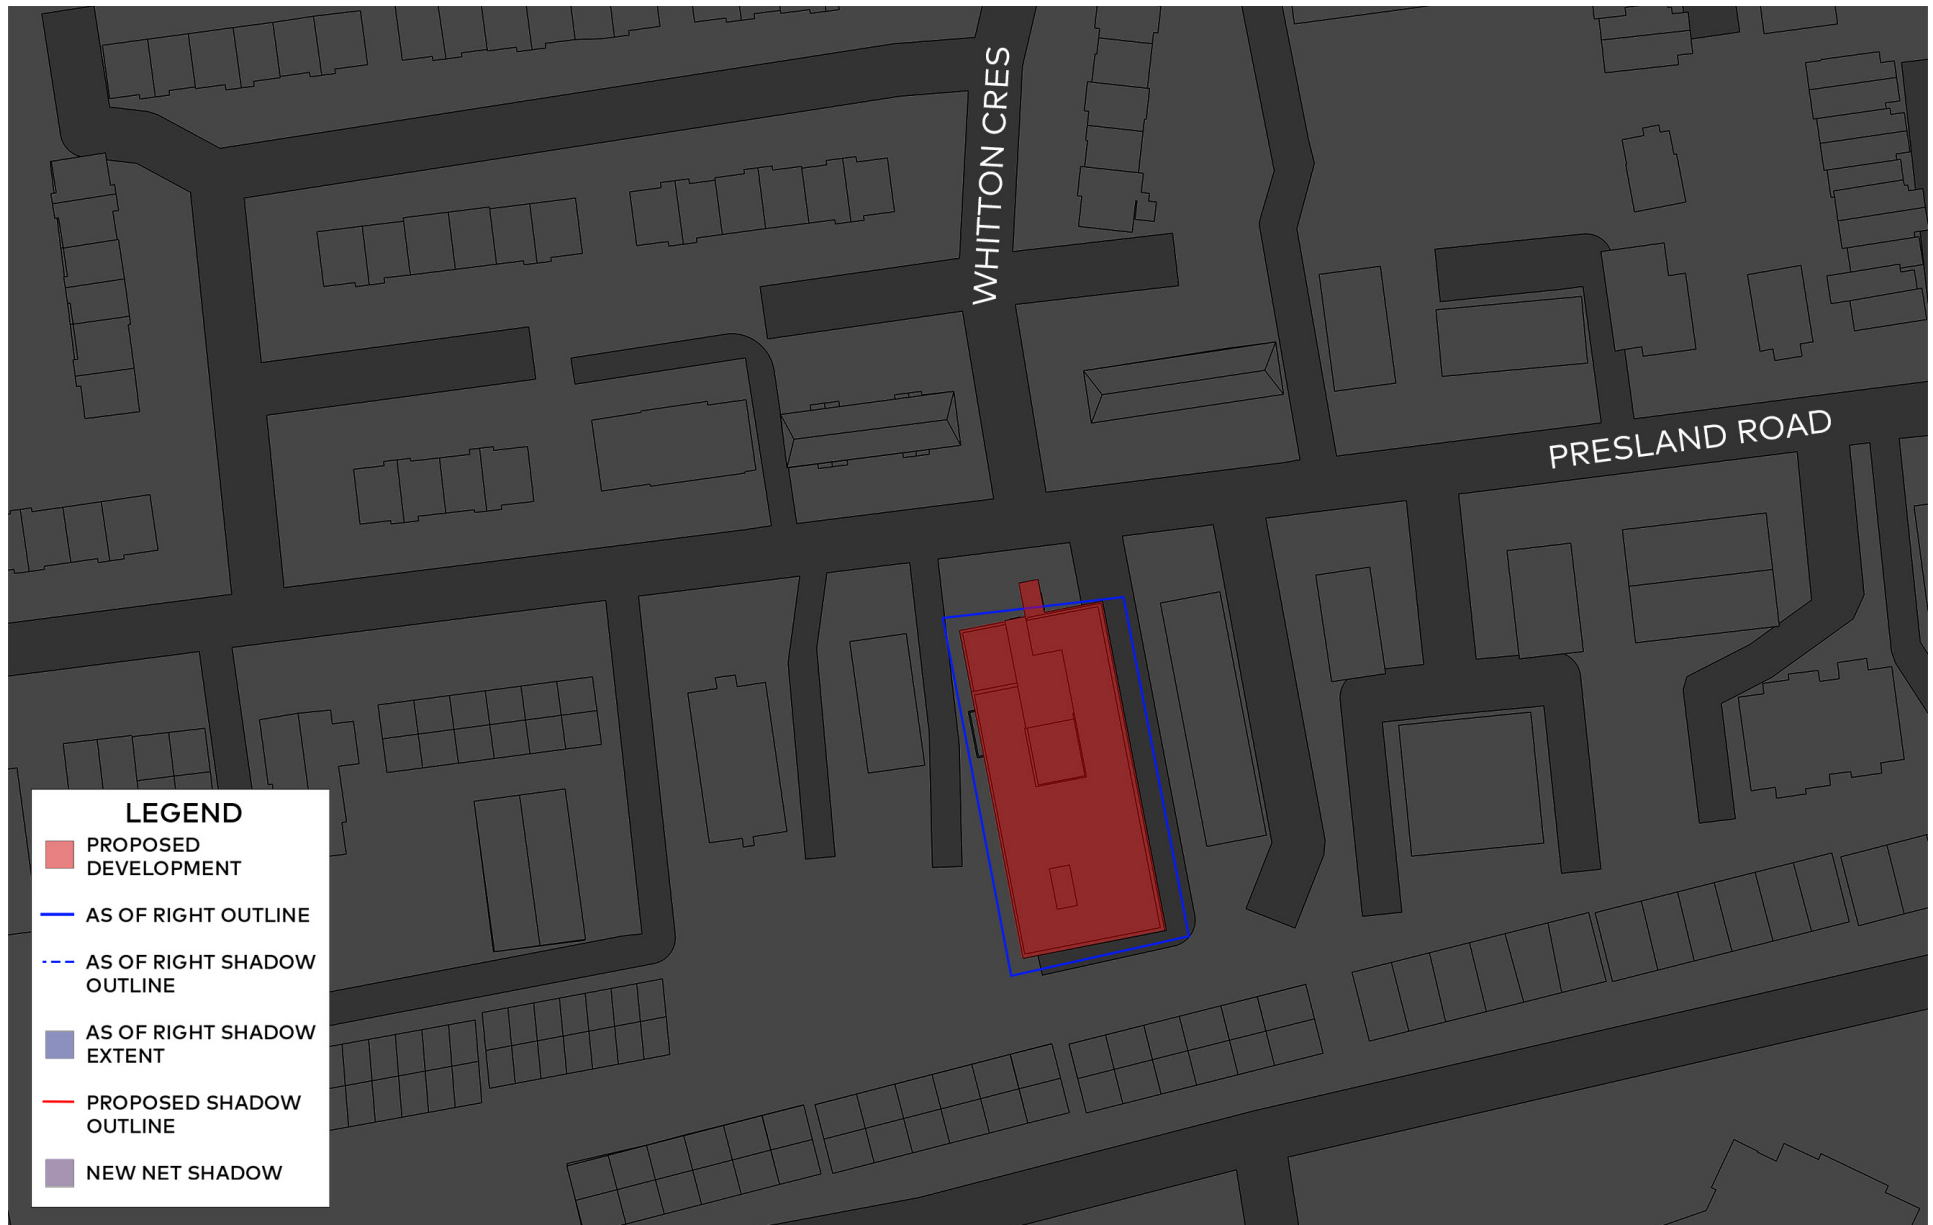 WHITTON CRES
PRESLAND ROAD
LEGEND
PROPOSED
DEVELOPMENT
AS OF RIGHT OUTLINE
AS OF RIGHT SHADOW
OUTLINE
AS OF RIGHT SHADOW
EXTENT
PROPOSED SHADOW
OUTLINE
NEW NET SHADOW